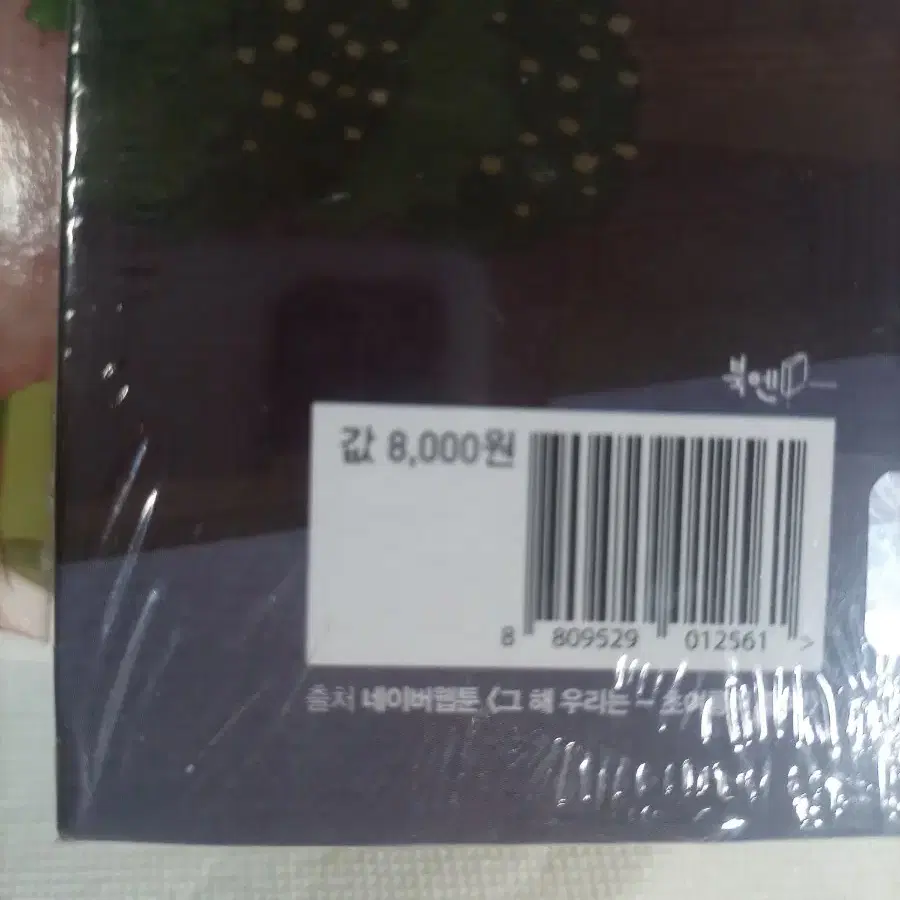 북엔
값 8,000원
8 809529 012561 >
출처 네이버웹툰 <그 해 우리는 ~ 초여름